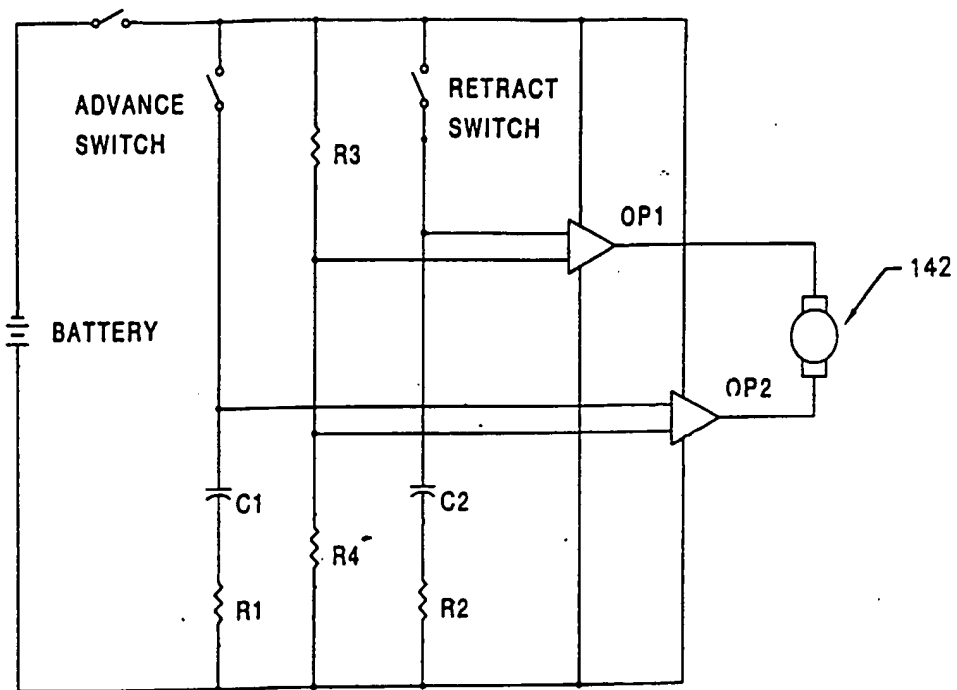 ADVANCE
SWITCH
RETRACT
SWITCH
R3
OP1
142
BATTERY
OP2
C1
C2
R4
R1
R2